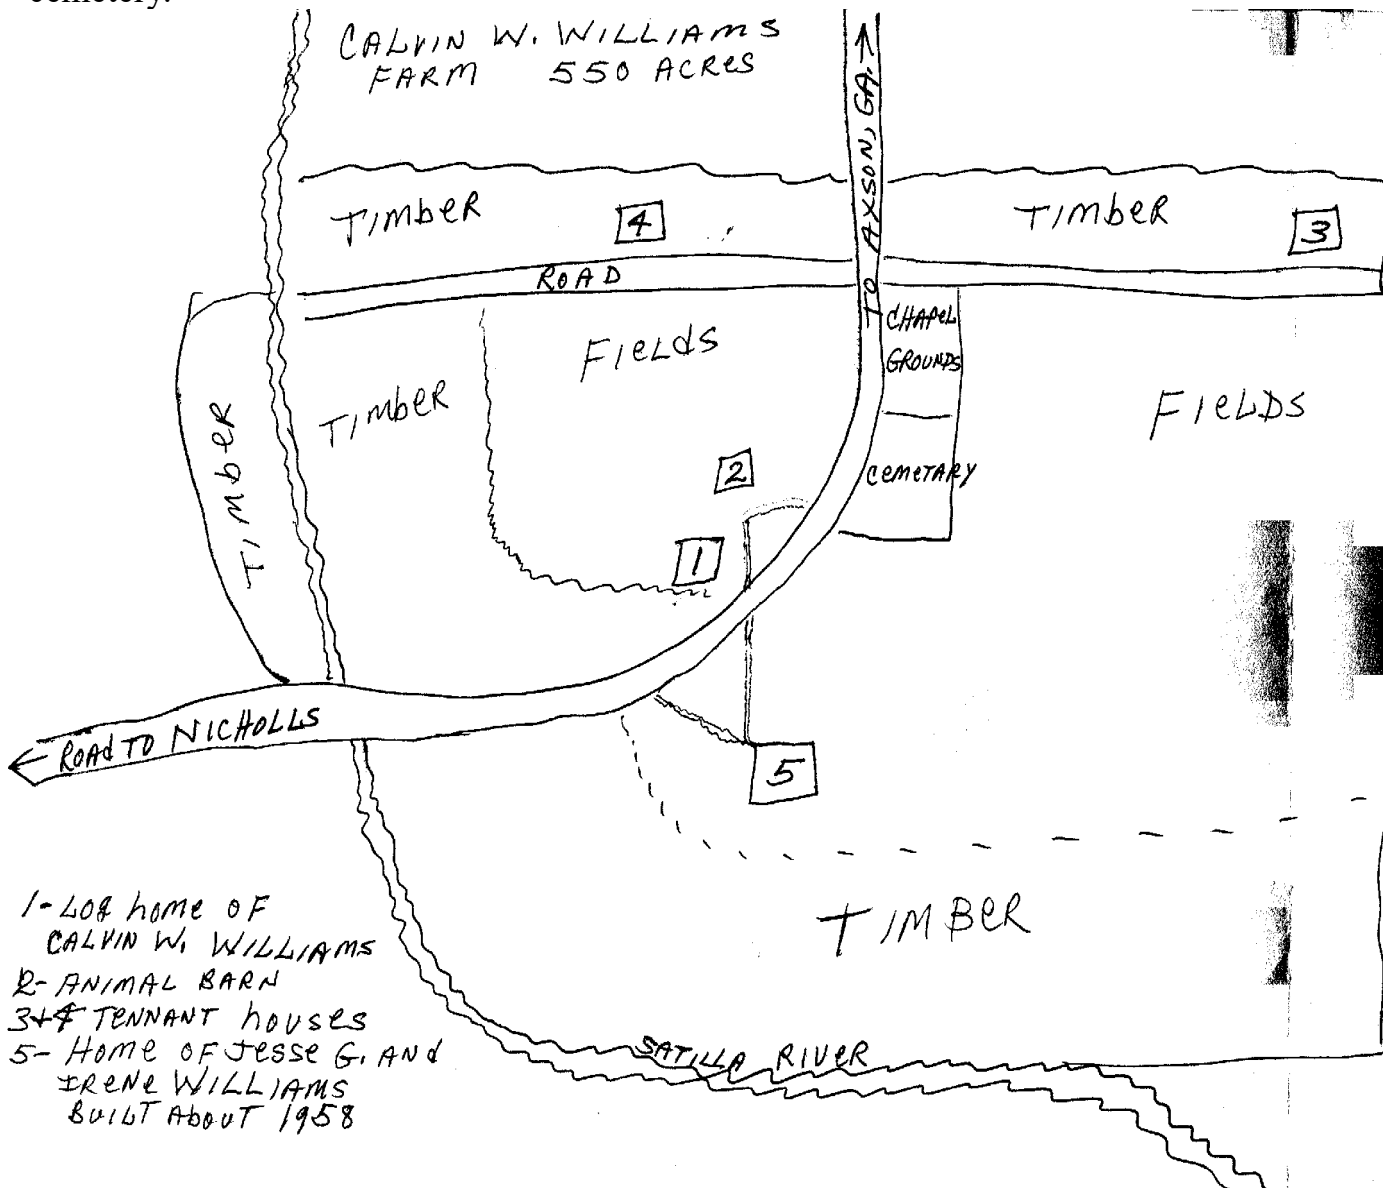 cemetery.
CALVIN W. WILLIAMS
FARM 550 ACRES
TO AXSON, GA.
TIMBER
4
TIMBER
3
ROAD
CHAPEL
GROUNDS
FIELDS
TIMBER
TIMBER
FIELDS
CEMETARY
2
1
ROAD TO NICHOLLS
5
TIMBER
1- LOG home OF
CALVIN W. WILLIAMS
2- ANIMAL BARN
3+4 TENNANT houses
5- Home OF Jesse G. ANd
IRENE WILLIAMS
BUILT AbouT 1958
SATILLA RIVER